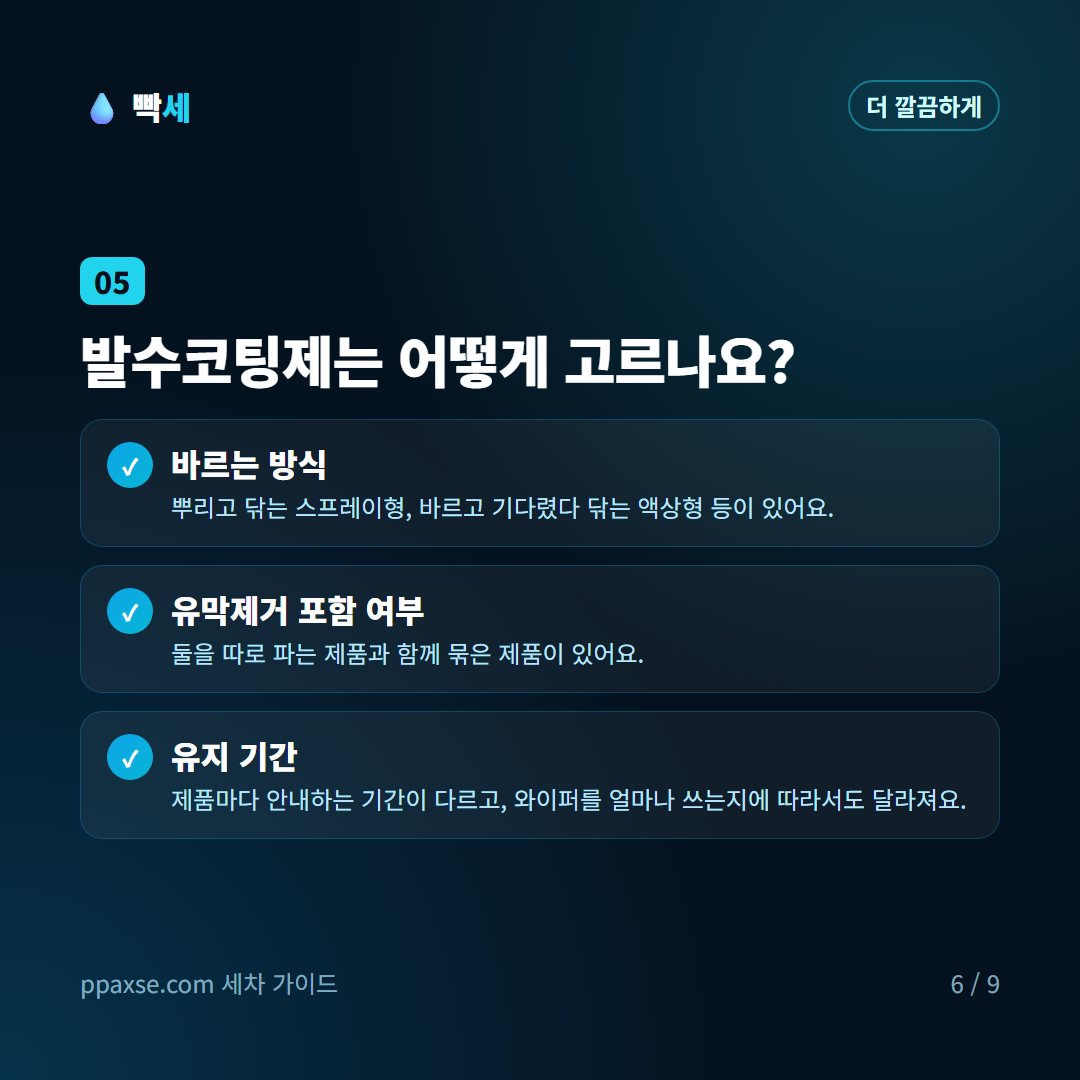 빡세
더 깔끔하게
05
발수코팅제는 어떻게 고르나요?
바르는 방식
뿌리고 닦는 스프레이형, 바르고 기다렸다 닦는 액상형 등이 있어요.
유막제거 포함 여부
둘을 따로 파는 제품과 함께 묶은 제품이 있어요.
유지 기간
제품마다 안내하는 기간이 다르고, 와이퍼를 얼마나 쓰는지에 따라서도 달라져요.
ppaxse.com 세차 가이드
6 / 9